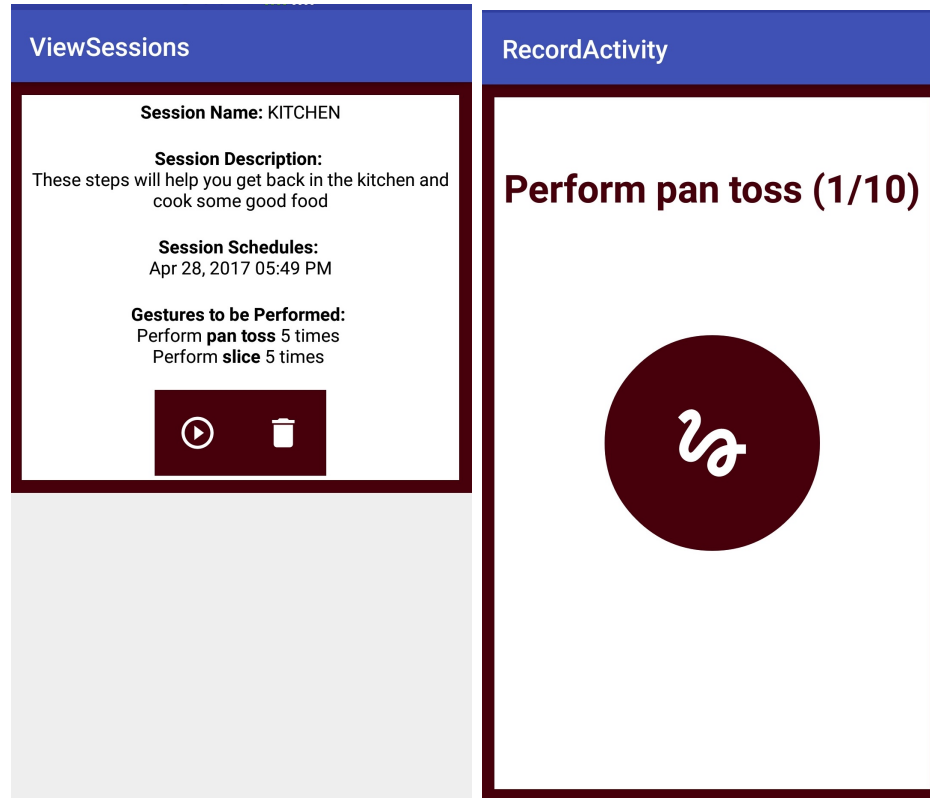 ViewSessions
Session Name: KITCHEN
Session Description:
These steps will help you get back in the kitchen and
cook some good food
Session Schedules:
Apr 28, 2017 05:49 PM
Gestures to be Performed:
Perform pan toss 5 times
Perform slice 5 times
RecordActivity
Perform pan toss (1/10)